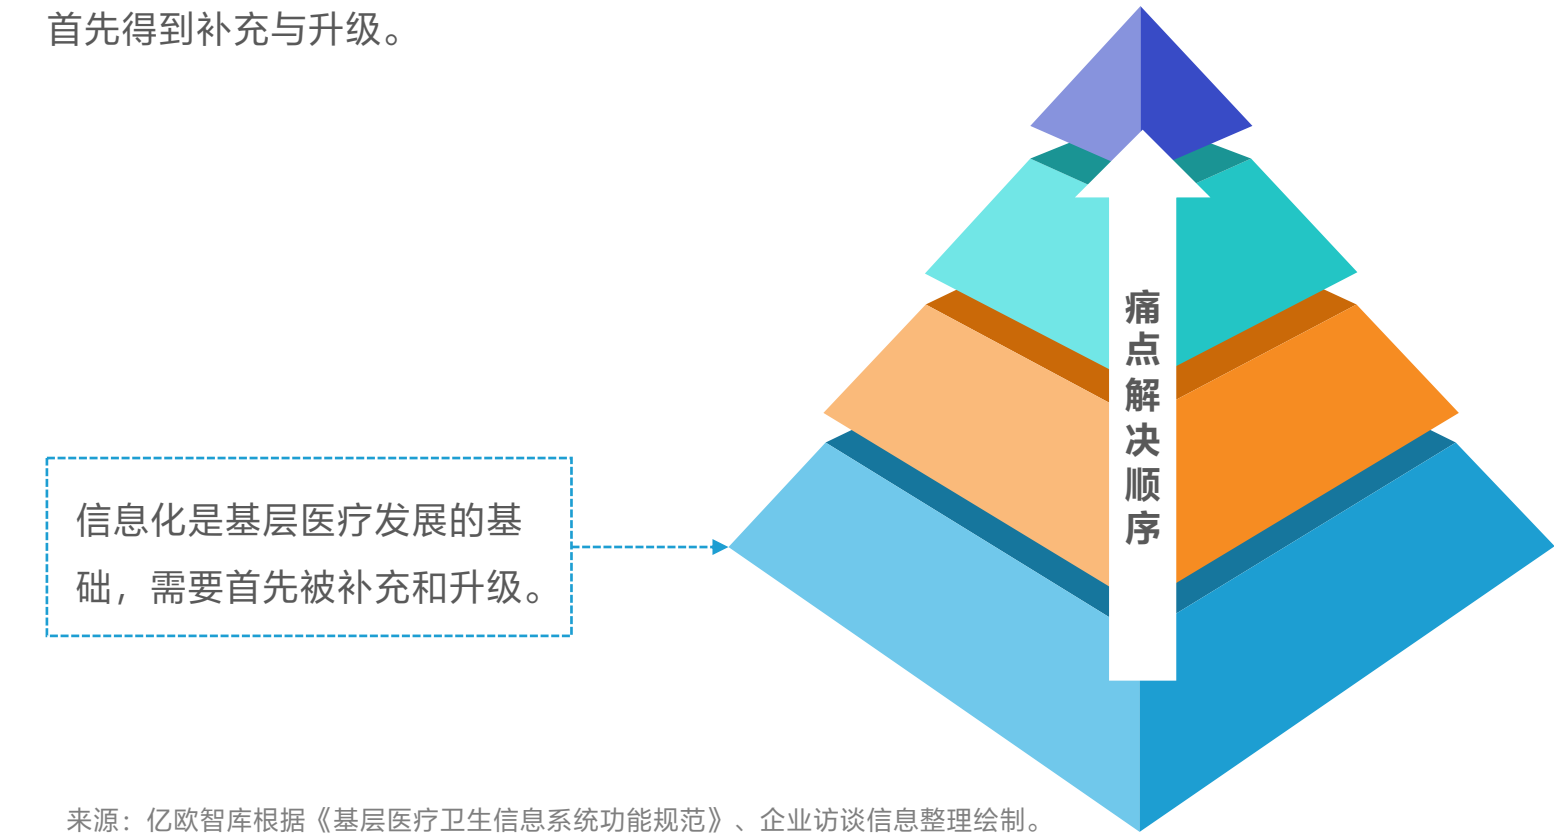 首先得到补充与升级。
痛点解决顺序
信息化是基层医疗发展的基
础，需要首先被补充和升级。
来源：亿欧智库根据《基层医疗卫生信息系统功能规范》、企业访谈信息整理绘制。